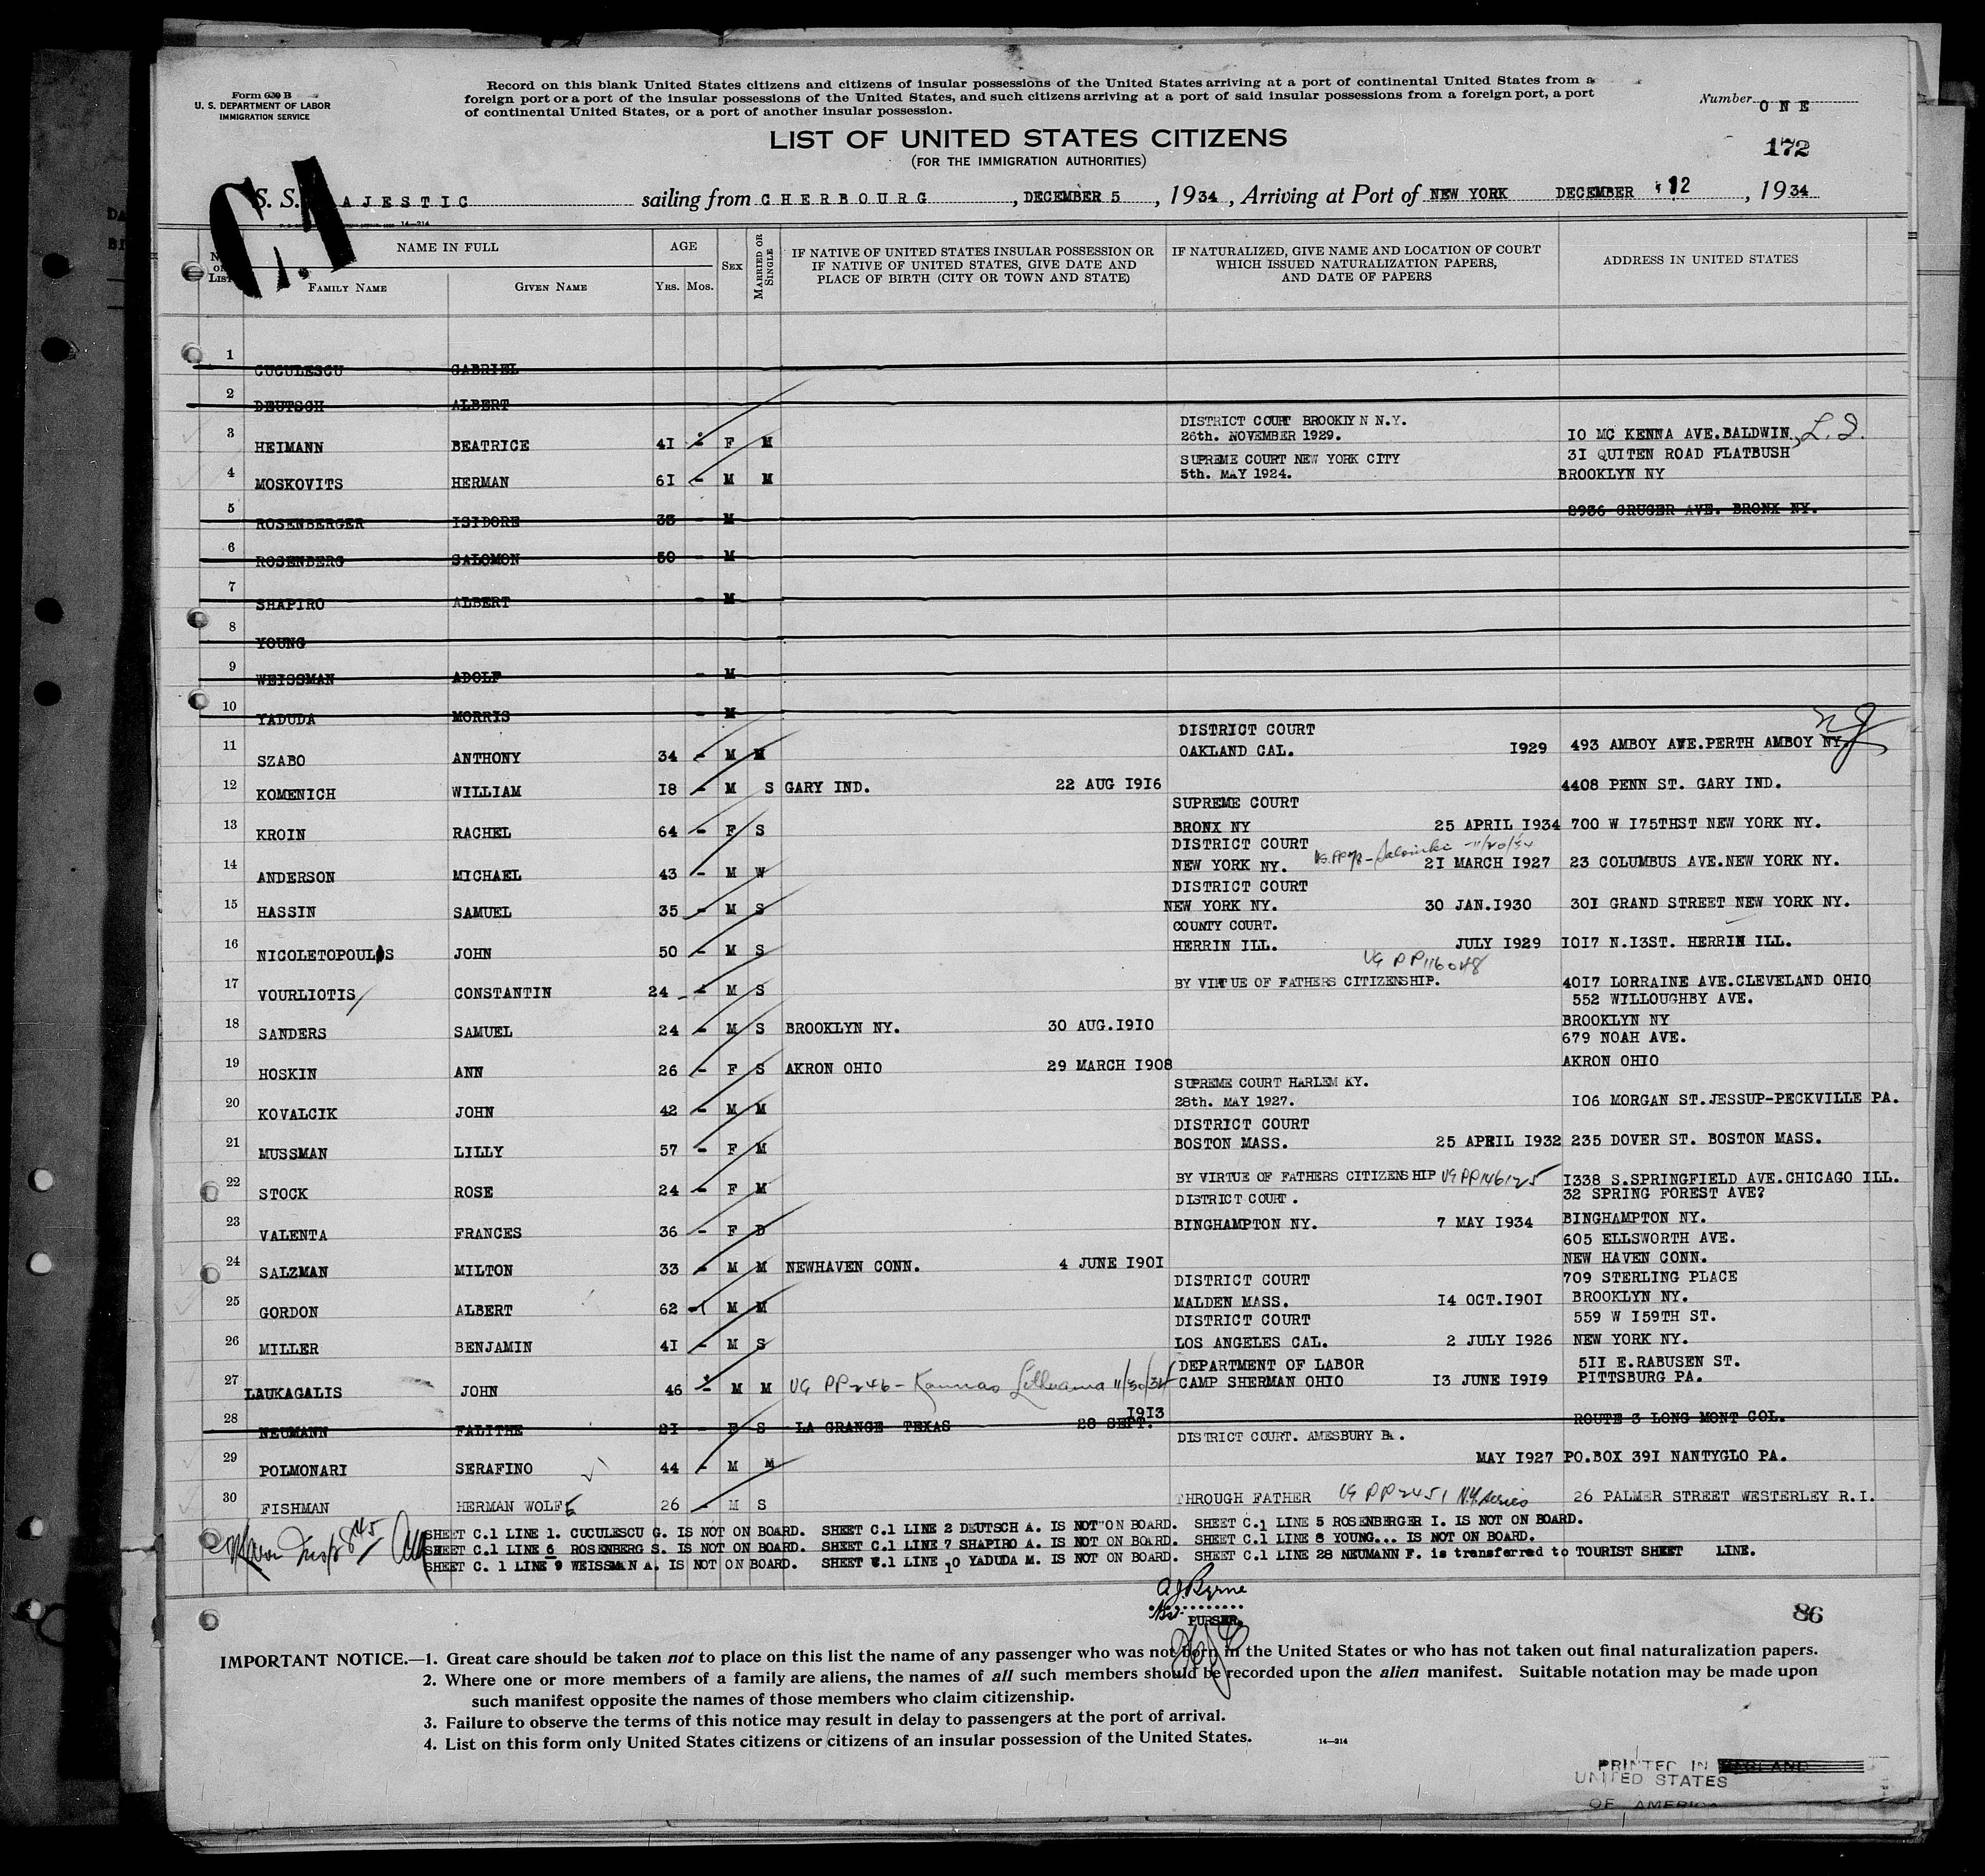 Form 630 B
U. S. DEPARTMENT OF LABOR
IMMIGRATION SERVICE
Record on this blank United States citizens and citizens of insular possessions of the United States arriving at a port of continental United States from a
foreign port or a port of the insular possessions of the United States, and such citizens arriving at a port of said insular possessions from a foreign port, a port
of continental United States, or a port of another insular possession.
Number ONE
172
LIST OF UNITED STATES CITIZENS
(FOR THE IMMIGRATION AUTHORITIES)
C.1
S. S. AJESTIC sailing from CHERBOURG, DECEMBER 5, 1934, Arriving at Port of NEW YORK DECEMBER 12, 1934
14—214
No. on List NAME IN FULL AGE SEX MARRIED OR SINGLE IF NATIVE OF UNITED STATES INSULAR POSSESSION OR IF NATIVE OF UNITED STATES, GIVE DATE AND PLACE OF BIRTH (CITY OR TOWN AND STATE) IF NATURALIZED, GIVE NAME AND LOCATION OF COURT WHICH ISSUED NATURALIZATION PAPERS, AND DATE OF PAPERS ADDRESS IN UNITED STATES
FAMILY NAME GIVEN NAME YRS. MOS.
1 CUCULESCU GABRIEL
2 DEUTSCH ALBERT
3 HEIMANN BEATRICE 41 - F M DISTRICT COURT BROOKLYN N.Y. 26th. NOVEMBER 1929. 10 MC KENNA AVE.BALDWIN, L.I.
4 MOSKOVITS HERMAN 61 - M M SUPREME COURT NEW YORK CITY 5th. MAY 1924. 31 QUITEN ROAD FLATBUSH BROOKLYN NY
5 ROSENBERGER ISIDORE 38 - M 2936 CRUGER AVE. BRONX NY.
6 ROSENBERG SALOMON 50 - M
7 SHAPIRO ALBERT - M
8 YOUNG
9 WEISSMAN ADOLF - M
10 YADUDA MORRIS - M
11 SZABO ANTHONY 34 - M M DISTRICT COURT OAKLAND CAL. 1929 493 AMBOY AVE.PERTH AMBOY NY. NJ
12 KOMENICH WILLIAM 18 - M S GARY IND. 22 AUG 1916 4408 PENN ST. GARY IND.
13 KROIN RACHEL 64 - F S SUPREME COURT BRONX NY 25 APRIL 1934 700 W 175THST NEW YORK NY.
14 ANDERSON MICHAEL 43 - M W DISTRICT COURT NEW YORK NY. 21 MARCH 1927 23 COLUMBUS AVE.NEW YORK NY.
15 HASSIN SAMUEL 35 - M S DISTRICT COURT NEW YORK NY. 30 JAN.1930 301 GRAND STREET NEW YORK NY.
16 NICOLETOPOULOS JOHN 50 - M S COUNTY COURT. HERRIN ILL. JULY 1929 1017 N.13ST. HERRIN ILL.
17 VOURLIOTIS CONSTANTIN 24 - M S BY VIRTUE OF FATHERS CITIZENSHIP. VG PP116048 4017 LORRAINE AVE.CLEVELAND OHIO
18 SANDERS SAMUEL 24 - M S BROOKLYN NY. 30 AUG.1910 552 WILLOUGHBY AVE. BROOKLYN NY
19 HOSKIN ANN 26 - F S AKRON OHIO 29 MARCH 1908 679 NOAH AVE. AKRON OHIO
20 KOVALCIK JOHN 42 - M M SUPREME COURT HARLEM KY. 28th. MAY 1927. 106 MORGAN ST.JESSUP-PECKVILLE PA.
21 MUSSMAN LILLY 57 - F M DISTRICT COURT BOSTON MASS. 25 APRIL 1932 235 DOVER ST. BOSTON MASS.
22 STOCK ROSE 24 - F M BY VIRTUE OF FATHERS CITIZENSHIP VG PP146125 1338 S.SPRINGFIELD AVE.CHICAGO ILL.
23 VALENTA FRANCES 36 - F D DISTRICT COURT. BINGHAMPTON NY. 7 MAY 1934 32 SPRING FOREST AVE? BINGHAMPTON NY.
24 SALZMAN MILTON 33 - M M NEWHAVEN CONN. 4 JUNE 1901 605 ELLSWORTH AVE. NEW HAVEN CONN.
25 GORDON ALBERT 62 - M M DISTRICT COURT MALDEN MASS. 14 OCT.1901 709 STERLING PLACE BROOKLYN NY.
26 MILLER BENJAMIN 41 - M S DISTRICT COURT LOS ANGELES CAL. 2 JULY 1926 559 W 159TH ST. NEW YORK NY.
27 LAUKAGALIS JOHN 46 - M M VG PP246 - Kaunas Lithuania 11/30/34 DEPARTMENT OF LABOR CAMP SHERMAN OHIO 13 JUNE 1919 511 E.RABUSEN ST. PITTSBURG PA.
28 NEUMANN FALITHE 21 - F S LA GRANGE TEXAS 28 SEPT. 1913 ROUTE 3 LONG MONT COL.
29 POLMONARI SERAFINO 44 - M M DISTRICT COURT. AMESBURY PA. MAY 1927 PO.BOX 391 NANTYGLO PA.
30 FISHMAN HERMAN WOLFE 26 - M S THROUGH FATHER VG PP2451 N.Y. series 26 PALMER STREET WESTERLEY R.I.
SHEET C.1 LINE 1. CUCULESCU G. IS NOT ON BOARD. SHEET C.1 LINE 2 DEUTSCH A. IS NOT ON BOARD. SHEET C.1 LINE 5 ROSENBERGER I. IS NOT ON BOARD.
SHEET C.1 LINE 6 ROSENBERG S. IS NOT ON BOARD. SHEET C.1 LINE 7 SHAPIRO A. IS NOT ON BOARD. SHEET C.1 LINE 8 YOUNG... IS NOT ON BOARD.
SHEET C. 1 LINE 9 WEISSMAN A. IS NOT ON BOARD. SHEET C.1 LINE 10 YADUDA M. IS NOT ON BOARD. SHEET C.1 LINE 28 NEUMANN F. is transferred to TOURIST SHEET LINE.
A.J. Byrne
PURSER.
86
IMPORTANT NOTICE.—1. Great care should be taken not to place on this list the name of any passenger who was not born in the United States or who has not taken out final naturalization papers.
2. Where one or more members of a family are aliens, the names of all such members should be recorded upon the alien manifest. Suitable notation may be made upon
such manifest opposite the names of those members who claim citizenship.
3. Failure to observe the terms of this notice may result in delay to passengers at the port of arrival.
4. List on this form only United States citizens or citizens of an insular possession of the United States.
14—214
PRINTED IN
UNITED STATES
OF AMERICA